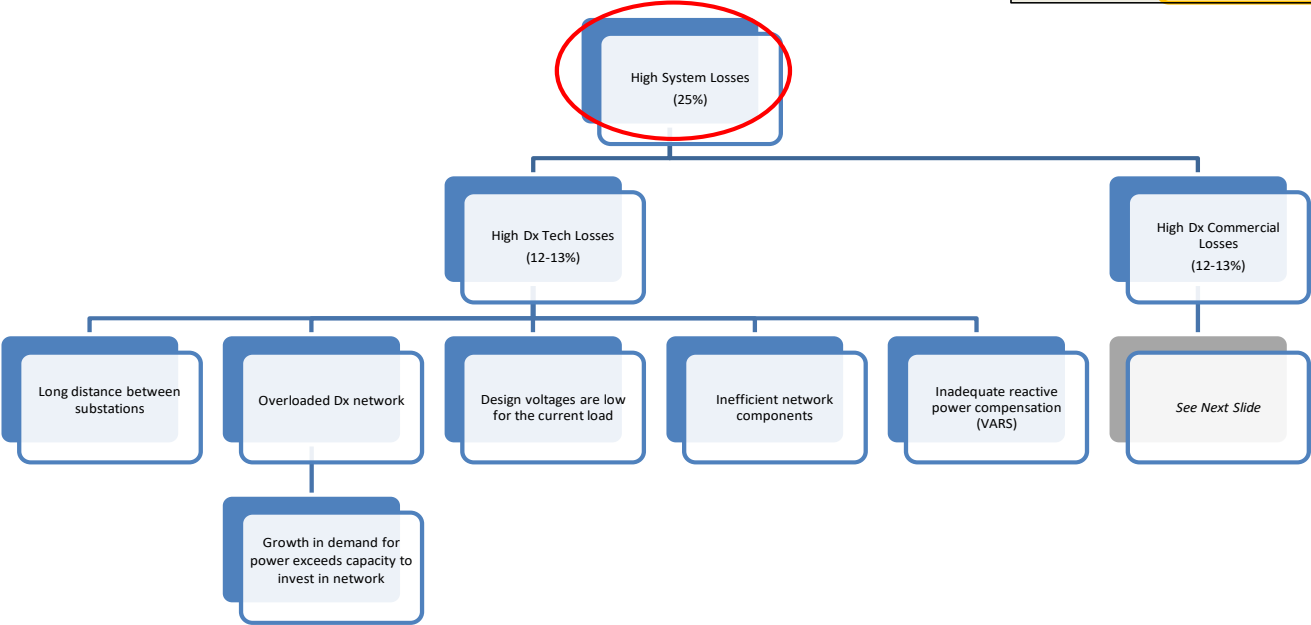 High System Losses
(25%)
High Dx Tech Losses
(12-13%)
High Dx Commercial
Losses
(12-13%)
Long distance between
substations
Overloaded Dx network
Design voltages are low
for the current load
Inefficient network
components
Inadequate reactive
power compensation
(VARS)
See Next Slide
Growth in demand for
power exceeds capacity to
invest in network